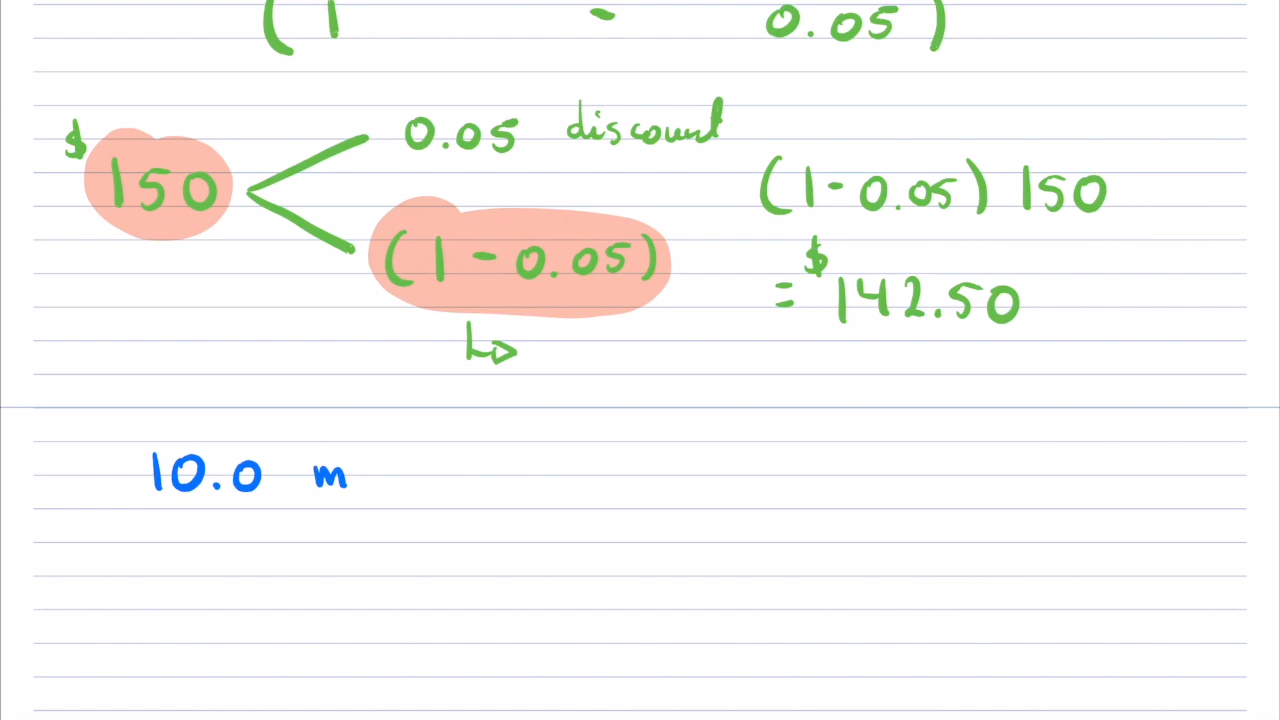 (1 - 0.05)
$150 0.05 discount
(1 - 0.05)
(1 - 0.05) 150
= $142.50
10.0 m